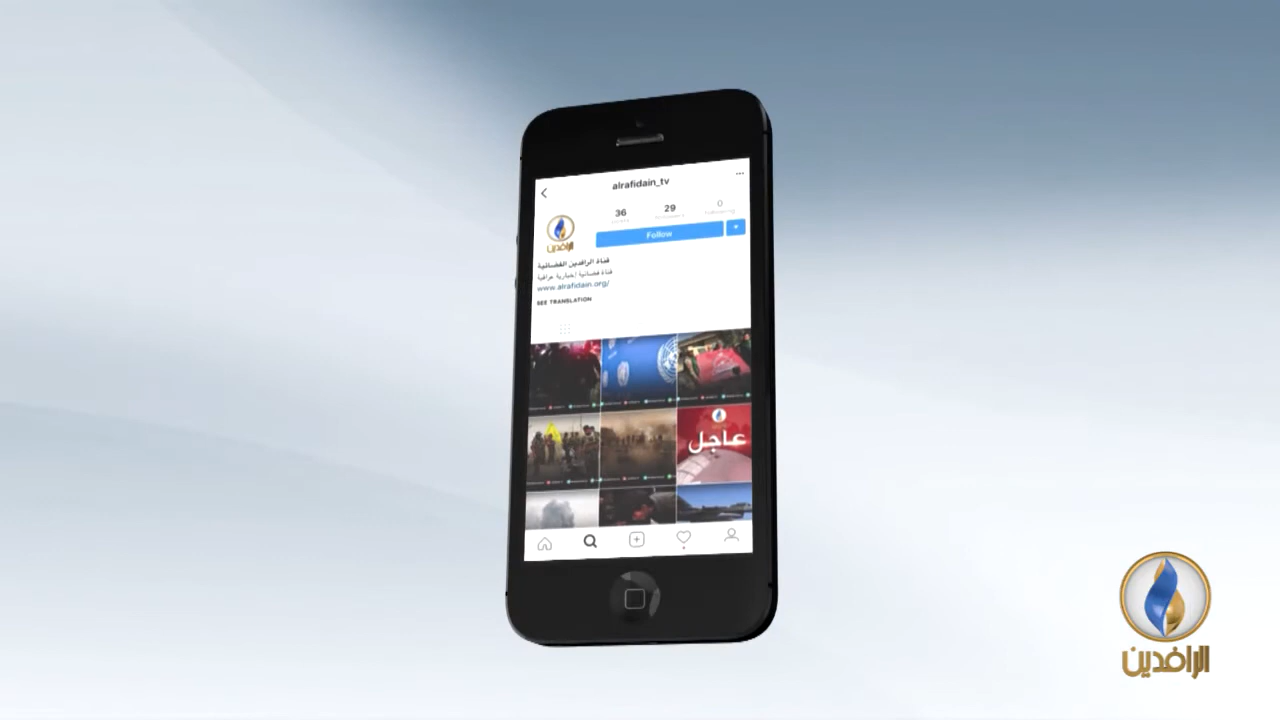 alrafidain_tv
36
29
0
Follow
الرافدين
قناة الرافدين الفضائية
قناة فضائية إخبارية عراقية
www.alrafidain.org/
SEE TRANSLATION
عاجل
الرافدين